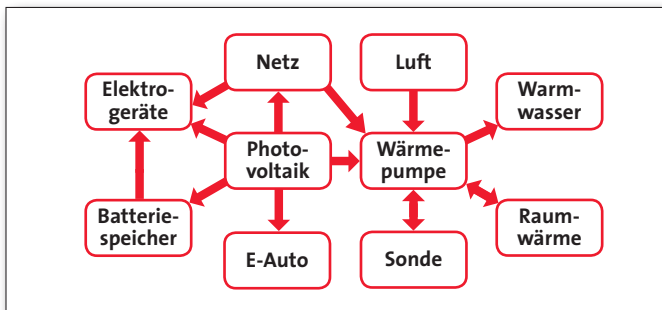 Netz
Luft
Elektro-
geräte
Warm-
wasser
Photo-
voltaik
Wärme-
pumpe
Batterie-
speicher
Raum-
wärme
E-Auto
Sonde